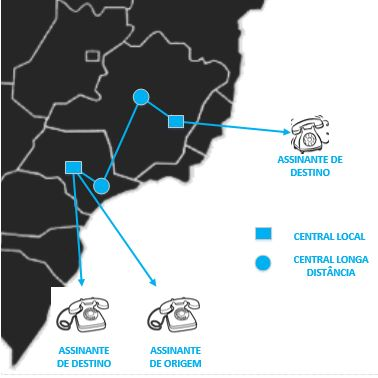 ASSINANTE DE
DESTINO
CENTRAL LOCAL
CENTRAL LONGA
DISTÂNCIA
ASSINANTE
DE DESTINO
ASSINANTE
DE ORIGEM